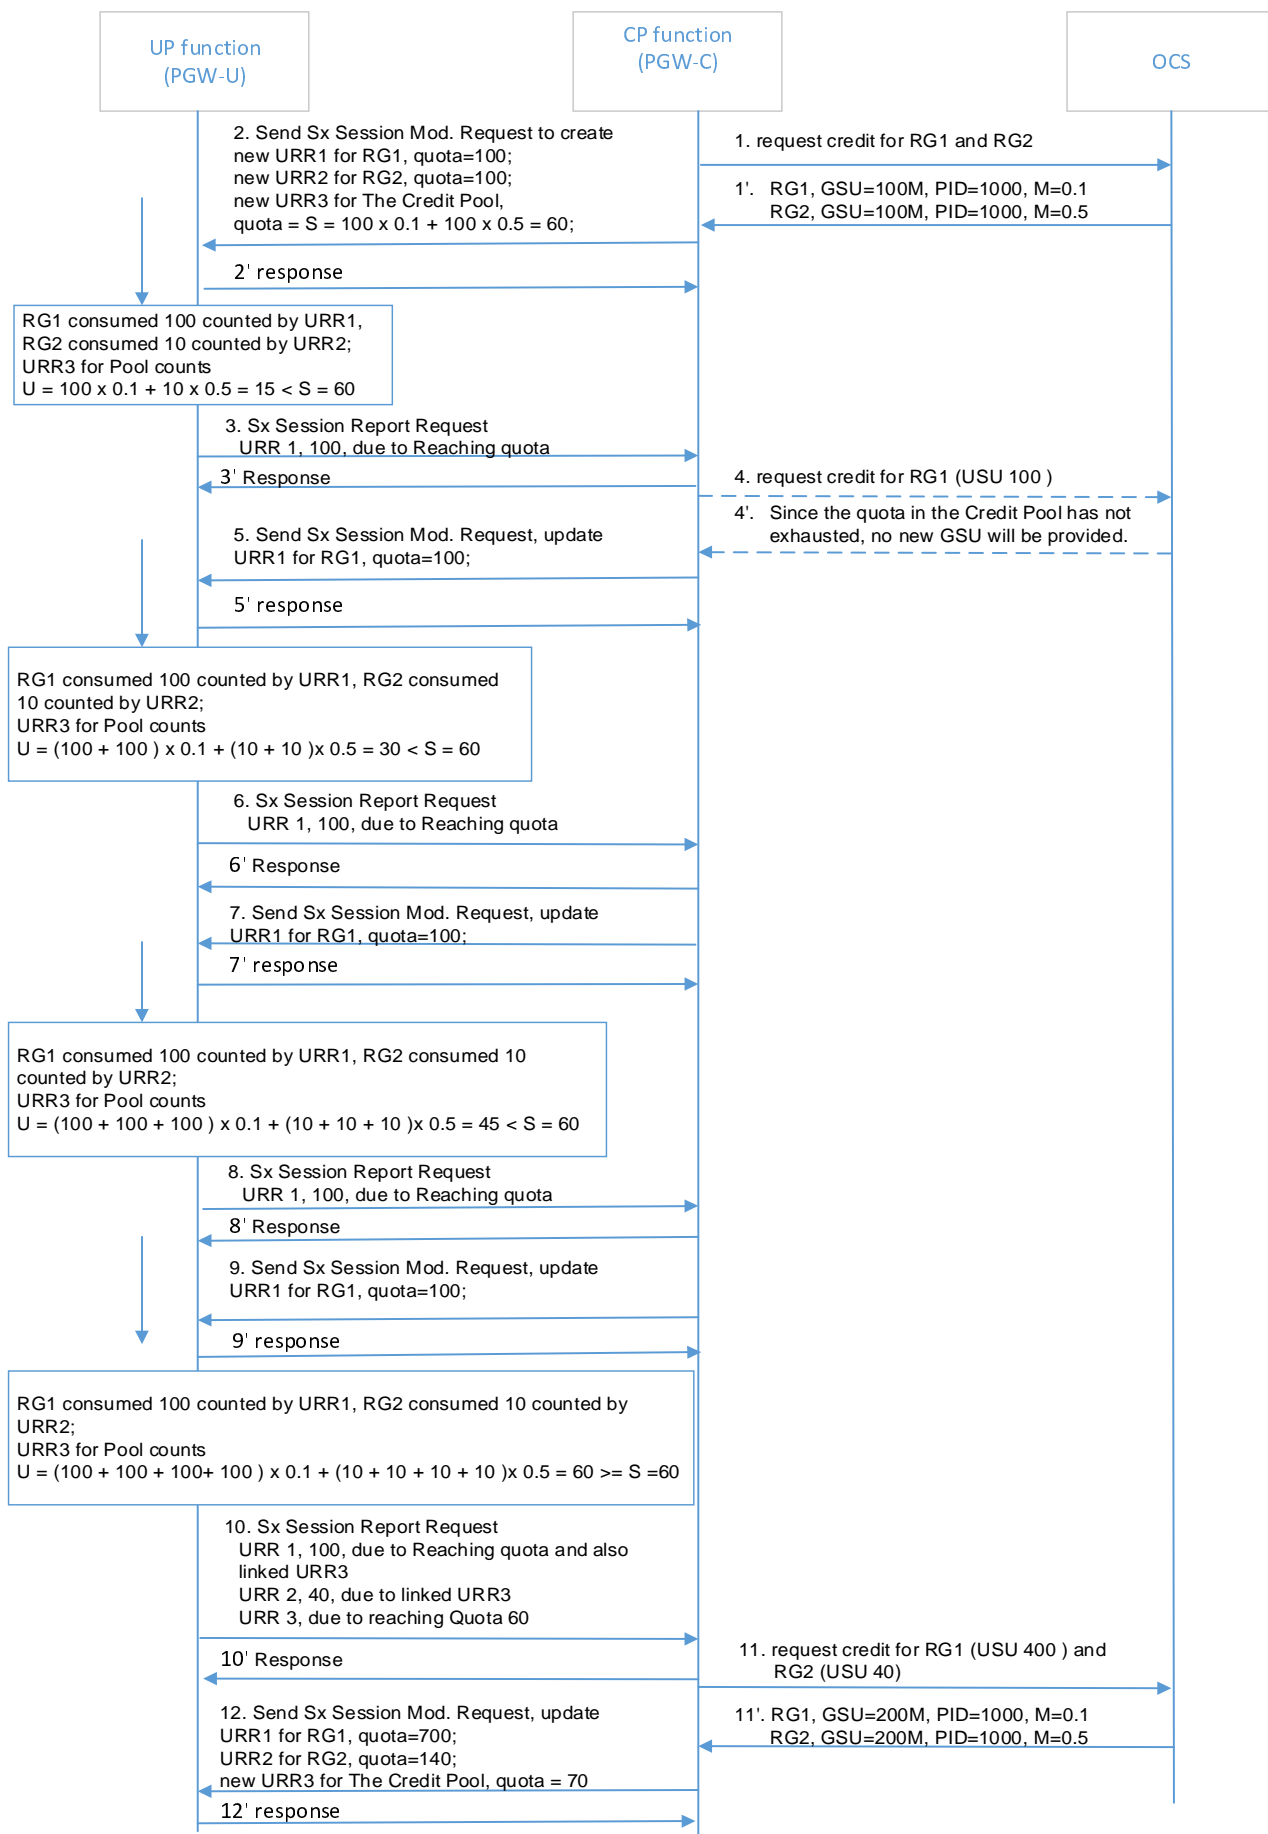 UP function
(PGW-U)
CP function
(PGW-C)
OCS
2. Send Sx Session Mod. Request to create
new URR1 for RG1, quota=100;
new URR2 for RG2, quota=100;
new URR3 for The Credit Pool,
quota = S = 100 x 0.1 + 100 x 0.5 = 60;
1. request credit for RG1 and RG2
1'. RG1, GSU=100M, PID=1000, M=0.1
RG2, GSU=100M, PID=1000, M=0.5
2' response
RG1 consumed 100 counted by URR1,
RG2 consumed 10 counted by URR2;
URR3 for Pool counts
U = 100 x 0.1 + 10 x 0.5 = 15 < S = 60
3. Sx Session Report Request
URR 1, 100, due to Reaching quota
3' Response
4. request credit for RG1 (USU 100 )
4'. Since the quota in the Credit Pool has not
exhausted, no new GSU will be provided.
5. Send Sx Session Mod. Request, update
URR1 for RG1, quota=100;
5' response
RG1 consumed 100 counted by URR1, RG2 consumed
10 counted by URR2;
URR3 for Pool counts
U = (100 + 100 ) x 0.1 + (10 + 10 )x 0.5 = 30 < S = 60
6. Sx Session Report Request
URR 1, 100, due to Reaching quota
6' Response
7. Send Sx Session Mod. Request, update
URR1 for RG1, quota=100;
7' response
RG1 consumed 100 counted by URR1, RG2 consumed 10
counted by URR2;
URR3 for Pool counts
U = (100 + 100 + 100 ) x 0.1 + (10 + 10 + 10 )x 0.5 = 45 < S = 60
8. Sx Session Report Request
URR 1, 100, due to Reaching quota
8' Response
9. Send Sx Session Mod. Request, update
URR1 for RG1, quota=100;
9' response
RG1 consumed 100 counted by URR1, RG2 consumed 10 counted by
URR2;
URR3 for Pool counts
U = (100 + 100 + 100+ 100 ) x 0.1 + (10 + 10 + 10 + 10 )x 0.5 = 60 >= S =60
10. Sx Session Report Request
URR 1, 100, due to Reaching quota and also
linked URR3
URR 2, 40, due to linked URR3
URR 3, due to reaching Quota 60
10' Response
11. request credit for RG1 (USU 400 ) and
RG2 (USU 40)
12. Send Sx Session Mod. Request, update
URR1 for RG1, quota=700;
URR2 for RG2, quota=140;
new URR3 for The Credit Pool, quota = 70
11'. RG1, GSU=200M, PID=1000, M=0.1
RG2, GSU=200M, PID=1000, M=0.5
12' response